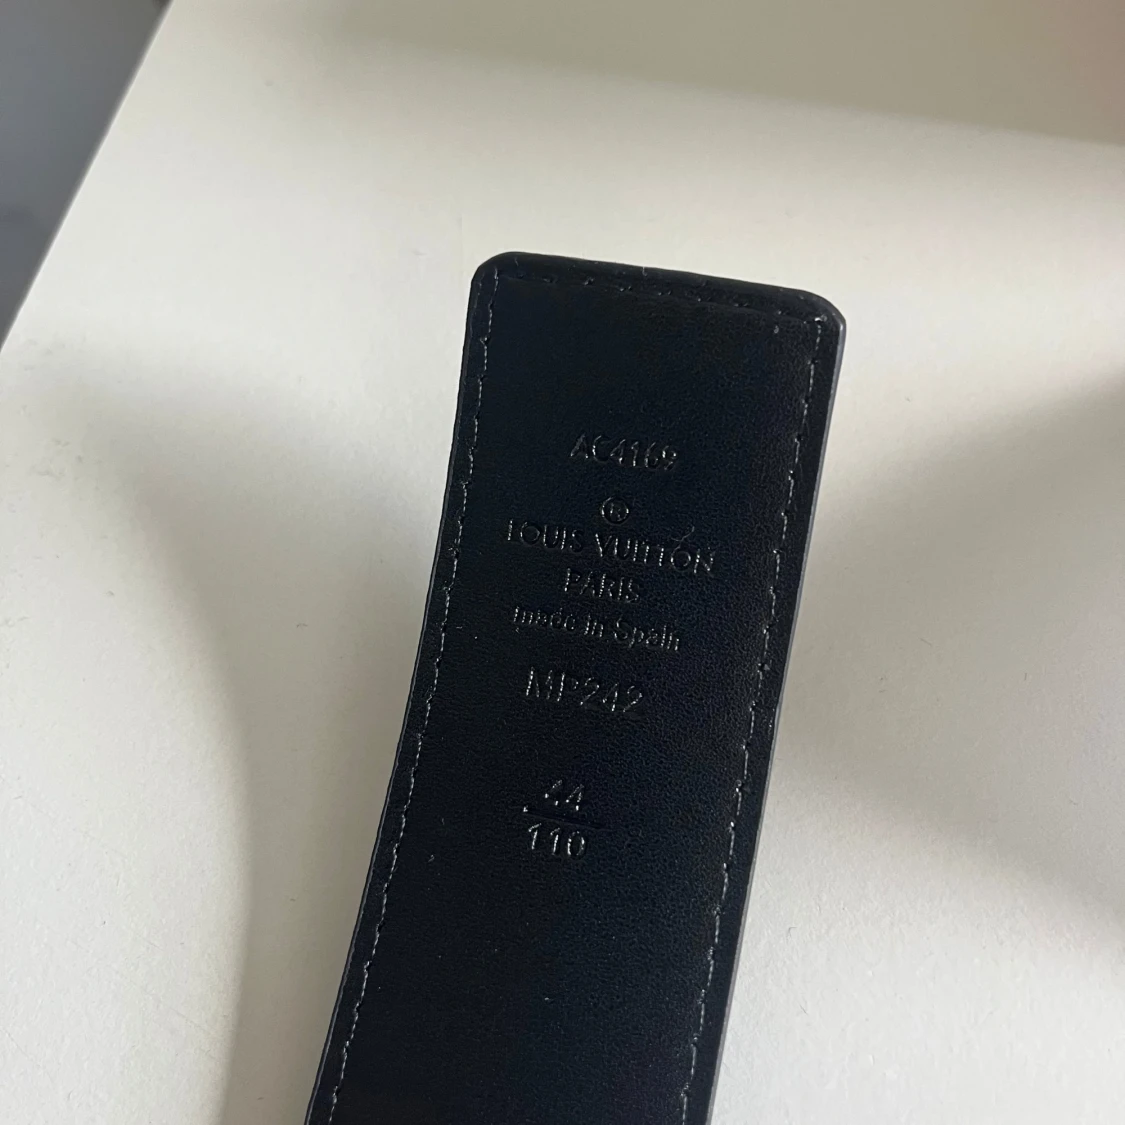 AC4169
®
LOUIS VUITTON
PARIS
made in Spain
MP242
44
110